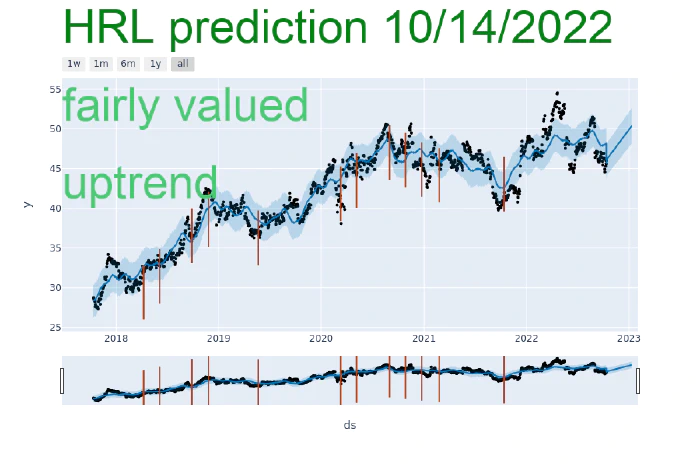 HRL prediction 10/14/2022
1w 1m 6m 1y all
fairly valued
uptrend
55
50
45
40
35
30
25
y
2018 2019 2020 2021 2022 2023
ds